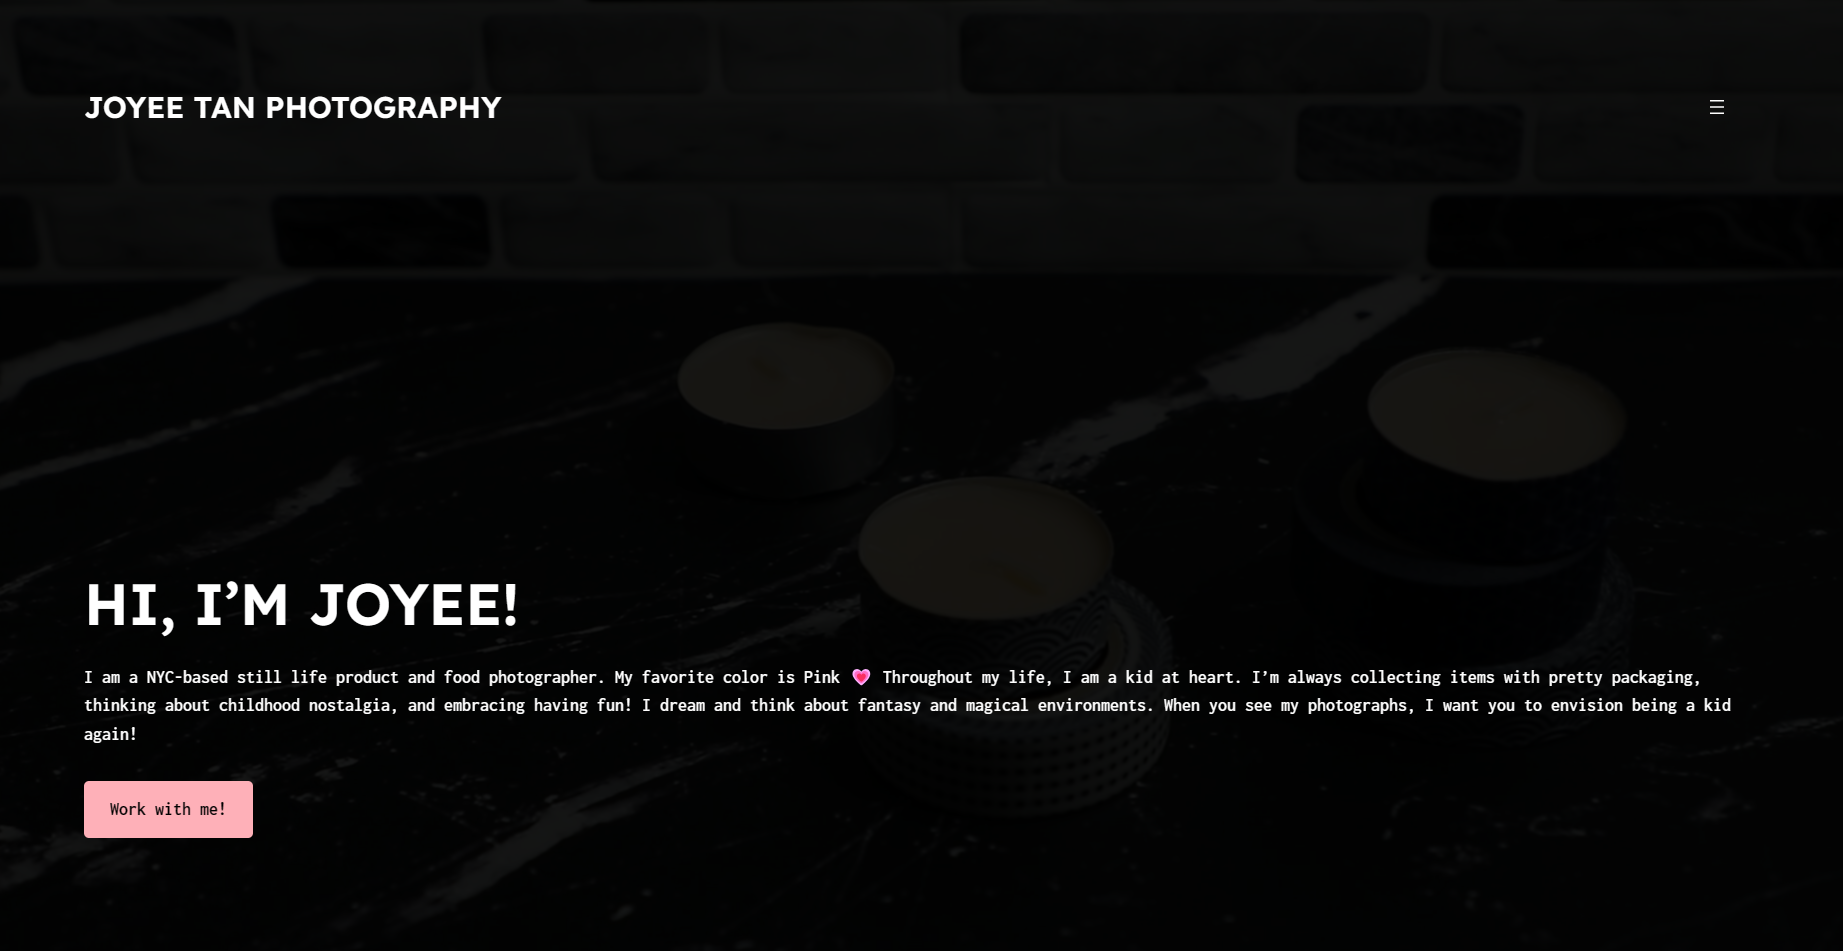 JOYEE TAN PHOTOGRAPHY
HI, I’M JOYEE!
I am a NYC-based still life product and food photographer. My favorite color is Pink 💗 Throughout my life, I am a kid at heart. I’m always collecting items with pretty packaging,
thinking about childhood nostalgia, and embracing having fun! I dream and think about fantasy and magical environments. When you see my photographs, I want you to envision being a kid
again!
Work with me!